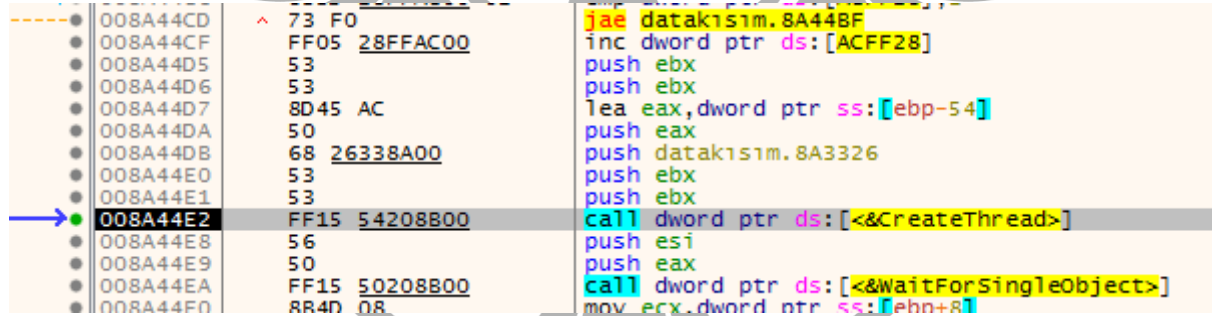 008A44CD 73 F0 jae datakısım.8A44BF
008A44CF FF05 28FFAC00 inc dword ptr ds:[ACFF28]
008A44D5 53 push ebx
008A44D6 53 push ebx
008A44D7 8D45 AC lea eax,dword ptr ss:[ebp-54]
008A44DA 50 push eax
008A44DB 68 26338A00 push datakısım.8A3326
008A44E0 53 push ebx
008A44E1 53 push ebx
008A44E2 FF15 54208B00 call dword ptr ds:[<&CreateThread>]
008A44E8 56 push esi
008A44E9 50 push eax
008A44EA FF15 50208B00 call dword ptr ds:[<&WaitForSingleObject>]
008A44F0 8B4D 08 mov ecx,dword ptr ss:[ebp+8]